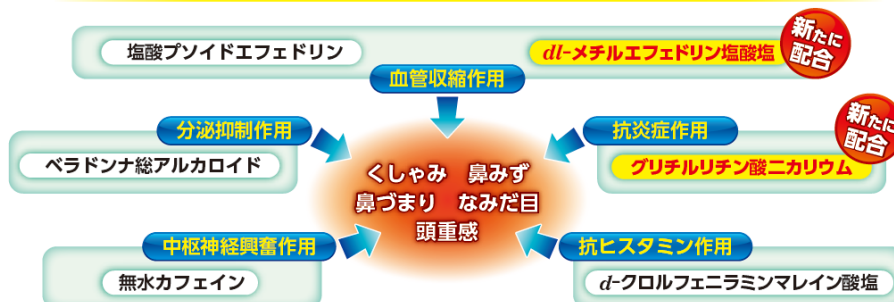 塩酸プソイドエフェドリン
dl-メチルエフェドリン塩酸塩
新たに
配合
血管収縮作用
分泌抑制作用
ベラドンナ総アルカロイド
抗炎症作用
新たに
配合
グリチルリチン酸二カリウム
くしゃみ 鼻みず
鼻づまり なみだ目
頭重感
中枢神経興奮作用
無水カフェイン
抗ヒスタミン作用
d-クロルフェニラミンマレイン酸塩